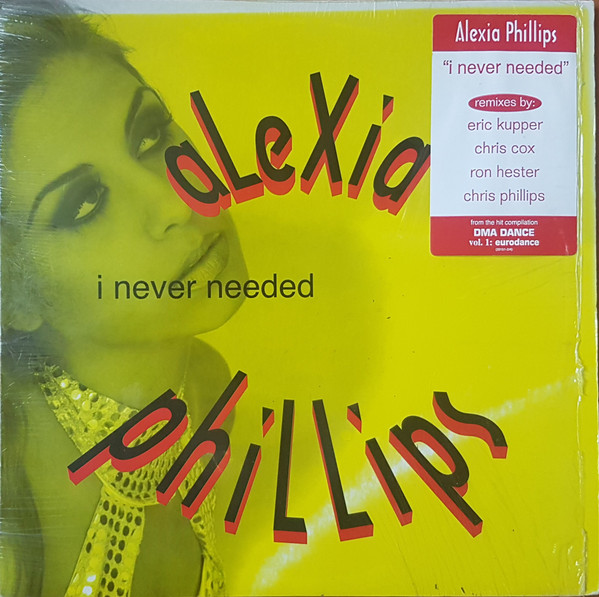 aLeXia
i never needed
phiLLips
Alexia Phillips
"i never needed"
remixes by:
eric kupper
chris cox
ron hester
chris phillips
from the hit compilation
DMA DANCE
vol. 1: eurodance